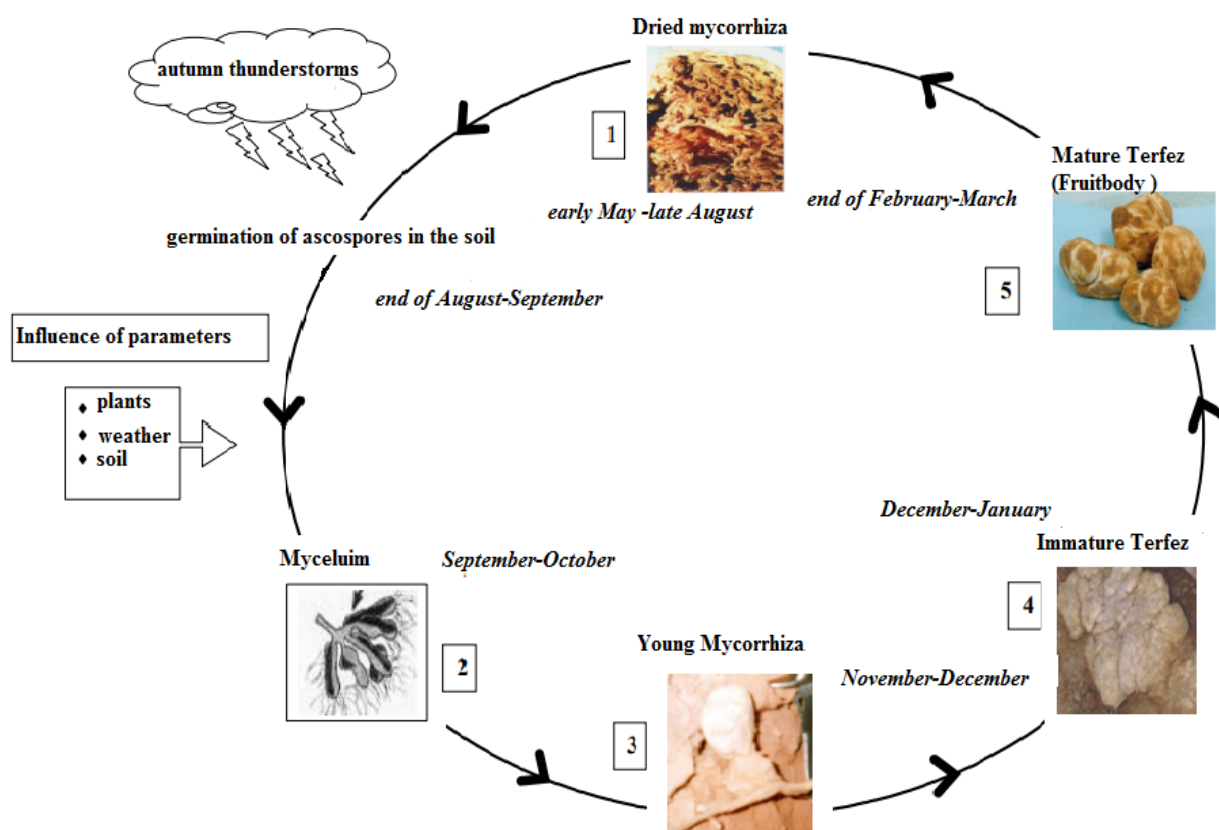 Dried mycorrhiza
autumn thunderstorms
1
Mature Terfez
(Fruitbody )
early May -late August
end of February-March
germination of ascospores in the soil
5
end of August-September
Influence of parameters
♦ plants
♦ weather
♦ soil
December-January
Myceluim
September-October
Immature Terfez
4
2
Young Mycorrhiza
November-December
3